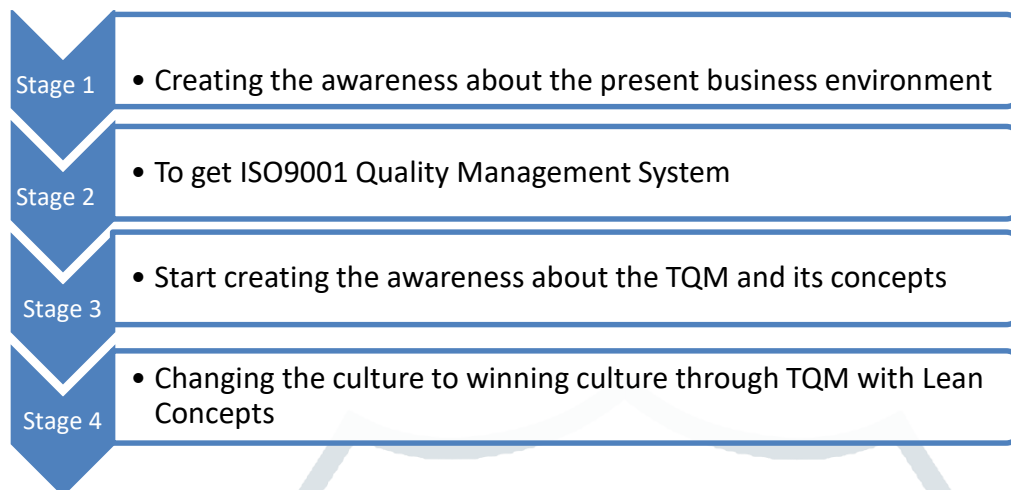 Stage 1
• Creating the awareness about the present business environment
Stage 2
• To get ISO9001 Quality Management System
Stage 3
• Start creating the awareness about the TQM and its concepts
Stage 4
• Changing the culture to winning culture through TQM with Lean
Concepts